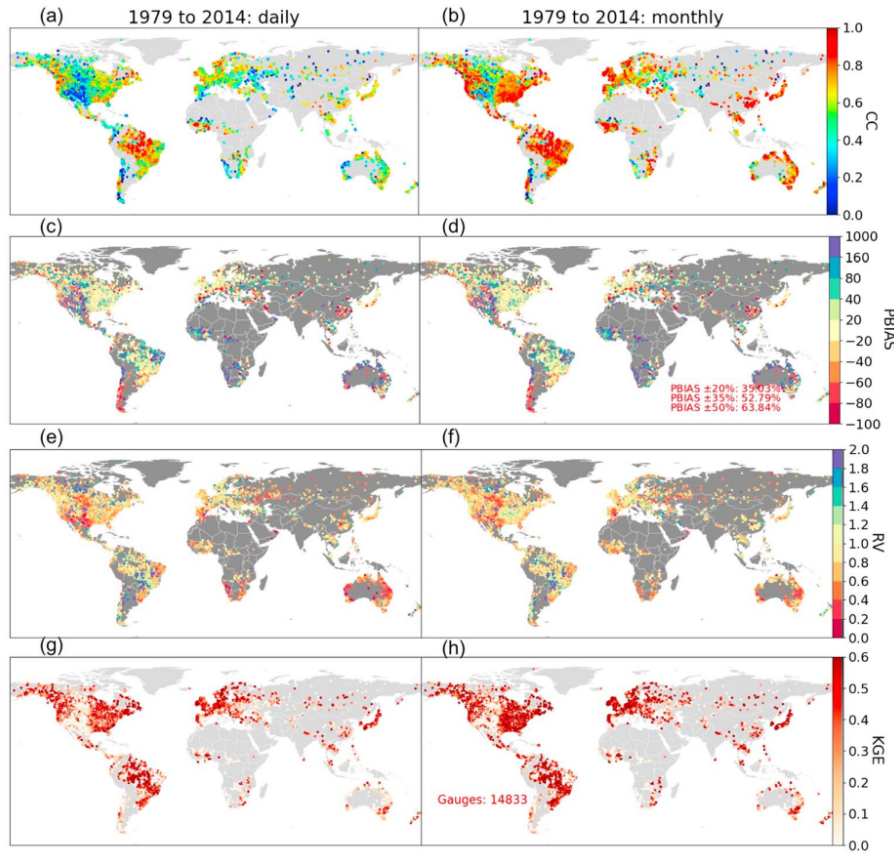 (a) 1979 to 2014: daily
(b) 1979 to 2014: monthly
1.0
0.8
0.6
0.4
0.2
0.0
CC
(c)
(d)
1000
160
80
40
20
−20
−40
−60
−80
−100
PBIAS
PBIAS ±20%: 35.03%
PBIAS ±35%: 52.79%
PBIAS ±50%: 63.84%
(e)
(f)
2.0
1.8
1.6
1.4
1.2
1.0
0.8
0.6
0.4
0.2
0.0
RV
(g)
(h)
0.6
0.5
0.4
0.3
0.2
0.1
0.0
KGE
Gauges: 14833